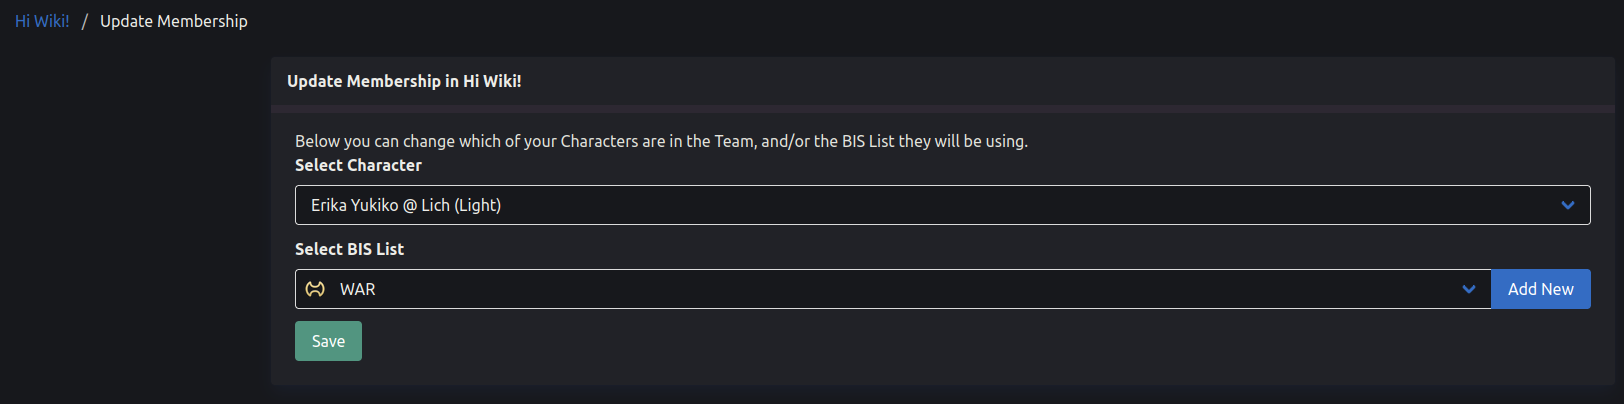 Hi Wiki! / Update Membership
Update Membership in Hi Wiki!
Below you can change which of your Characters are in the Team, and/or the BIS List they will be using.
Select Character
Erika Yukiko @ Lich (Light)
Select BIS List
WAR Add New
Save